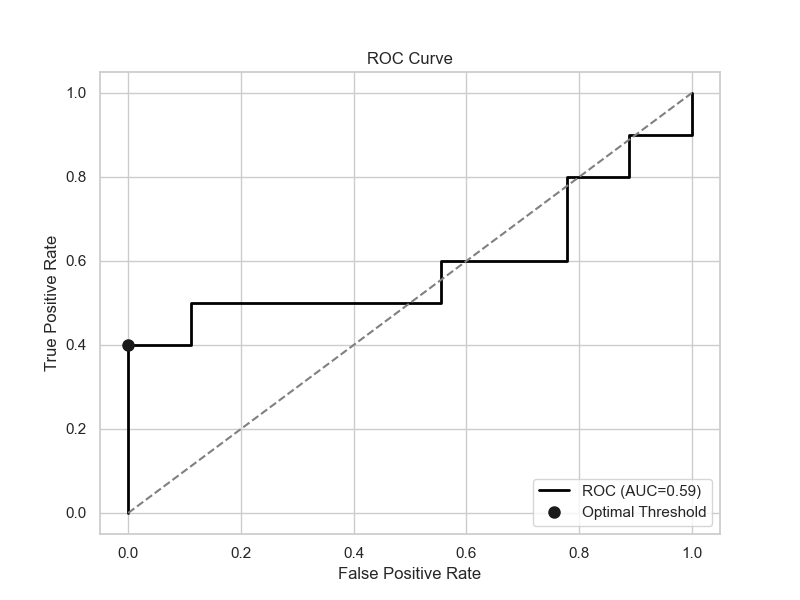 ROC Curve
True Positive Rate
1.0
0.8
0.6
0.4
0.2
0.0
0.0 0.2 0.4 0.6 0.8 1.0
False Positive Rate
ROC (AUC=0.59)
Optimal Threshold